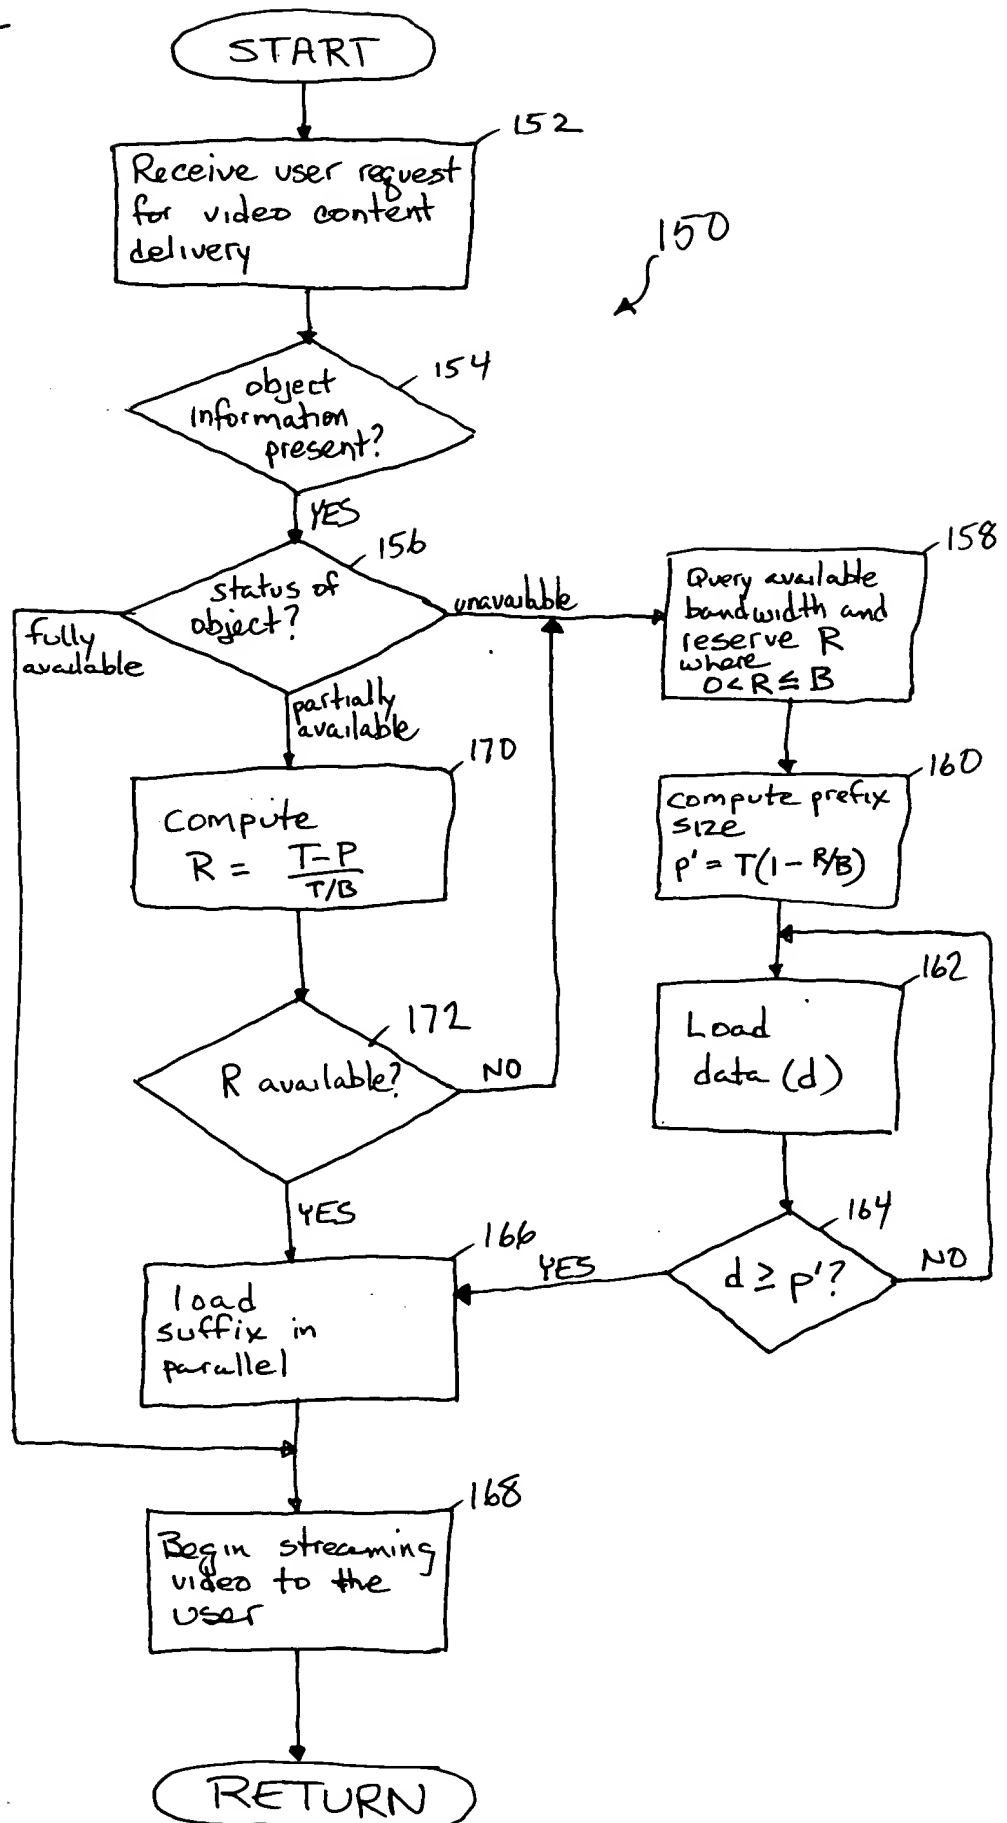 START
152
Receive user request
for video content
delivery
150
154
object
information
present?
YES
156
status of
object?
unavailable
fully
available
partially
available
158
Query available
bandwidth and
reserve R
where
0 < R ≤ B
170
Compute
R = T-P
T/B
160
compute prefix
size
p' = T(1 - R/B)
162
Load
data (d)
172
R available?
NO
YES
164
d ≥ p'?
NO
YES
166
load
suffix in
parallel
168
Begin streaming
video to the
user
RETURN